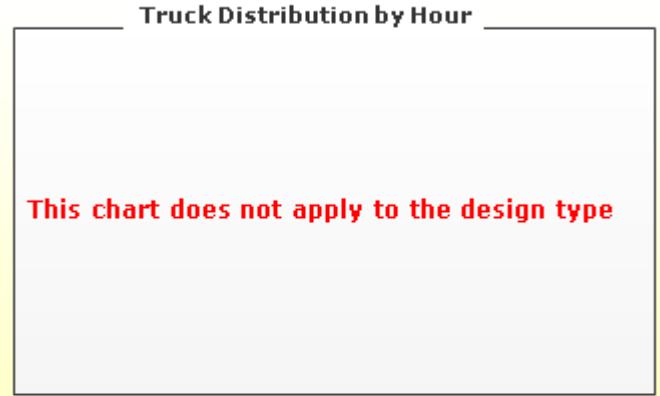 Truck Distribution by Hour
This chart does not apply to the design type